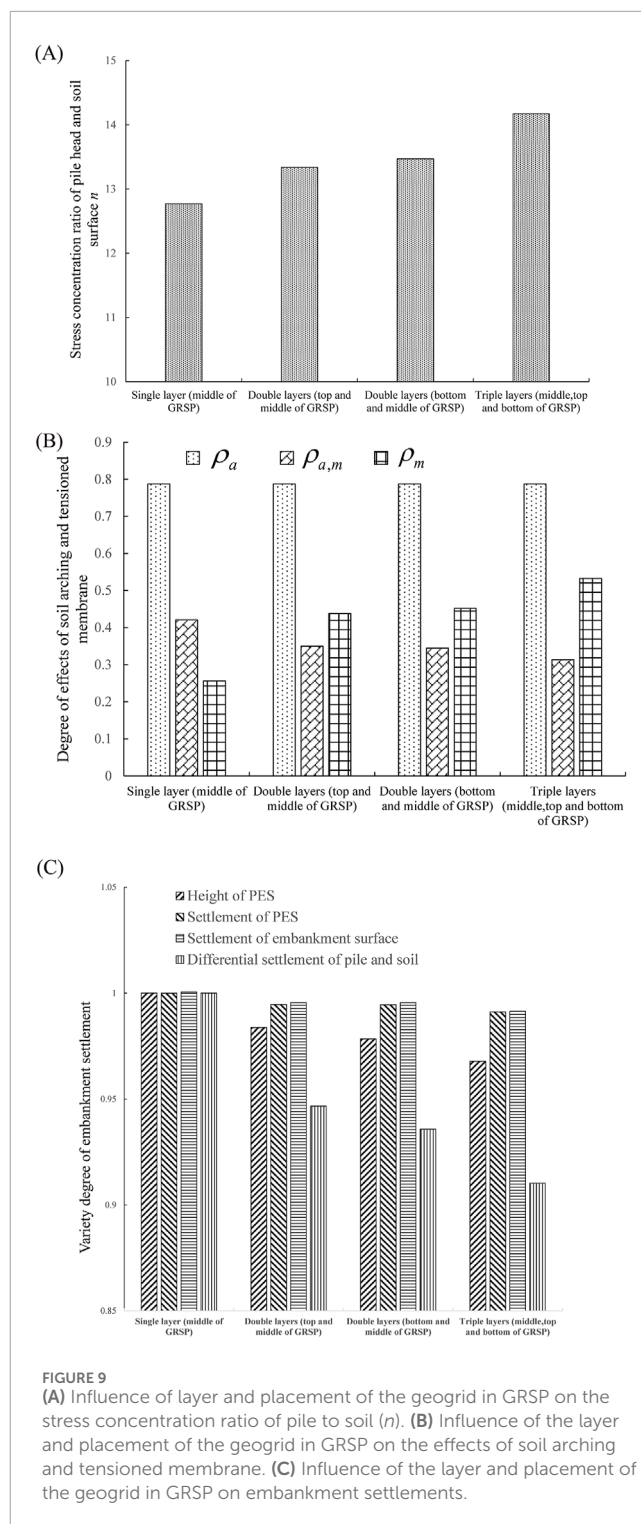 (A)
Stress concentration ratio of pile head and soil
surface n
15
14
13
12
11
10
Single layer (middle of
GRSP)
Double layers (top and
middle of GRSP)
Double layers (bottom
and middle of GRSP)
Triple layers (middle,top
and bottom of GRSP)
(B)
Degree of effects of soil arching and tensioned
membrane
0.9
0.8
0.7
0.6
0.5
0.4
0.3
0.2
0.1
0
ρa
ρa,m
ρm
Single layer (middle of
GRSP)
Double layers (top and
middle of GRSP)
Double layers (bottom
and middle of GRSP)
Triple layers
(middle,top and bottom
of GRSP)
(C)
Variety degree of embankment settlement
1.05
1
0.95
0.9
0.85
Height of PES
Settlement of PES
Settlement of embankment surface
Differential settlement of pile and soil
Single layer (middle of
GRSP)
Double layers (top and
middle of GRSP)
Double layers (bottom and
middle of GRSP)
Triple layers (middle,top
and bottom of GRSP)
FIGURE 9
(A) Influence of layer and placement of the geogrid in GRSP on the
stress concentration ratio of pile to soil (n). (B) Influence of the layer
and placement of the geogrid in GRSP on the effects of soil arching
and tensioned membrane. (C) Influence of the layer and placement of
the geogrid in GRSP on embankment settlements.